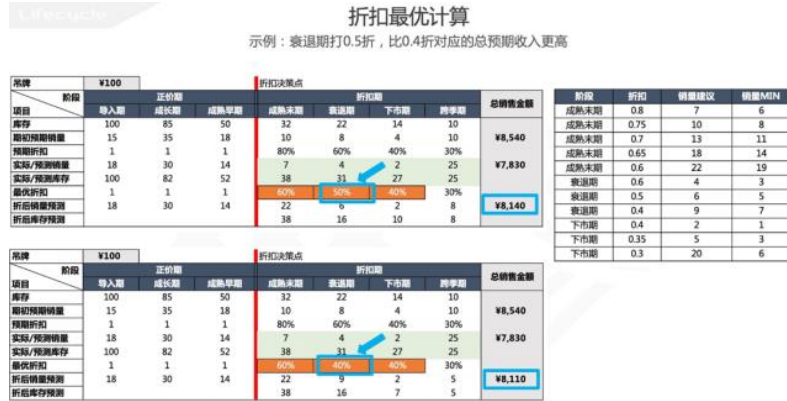 Lifecycle
折扣最优计算
示例：衰退期打0.5折，比0.4折对应的总预期收入更高
吊牌 ¥100 折扣决策点
阶段 正价期 折扣期 总销售金额
项目 导入期 成长期 成熟早期 成熟末期 衰退期 下市期 跨季期
库存 100 85 50 32 22 14 10
期初预期销量 15 35 18 10 8 4 10 ¥8,540
预期折扣 1 1 1 80% 60% 40% 30%
实际/预测销量 18 30 14 7 4 2 25 ¥7,830
实际/预测库存 100 82 52 38 31 27 25
最优折扣 1 1 1 60% 50% 40% 30%
折后销量预测 18 30 14 22 6 2 8 ¥8,140
折后库存预测 38 16 10 8
吊牌 ¥100 折扣决策点
阶段 正价期 折扣期 总销售金额
项目 导入期 成长期 成熟早期 成熟末期 衰退期 下市期 跨季期
库存 100 85 50 32 22 14 10
期初预期销量 15 35 18 10 8 4 10 ¥8,540
预期折扣 1 1 1 80% 60% 40% 30%
实际/预测销量 18 30 14 7 4 2 25 ¥7,830
实际/预测库存 100 82 52 38 31 27 25
最优折扣 1 1 1 60% 40% 40% 30%
折后销量预测 18 30 14 22 9 2 5 ¥8,110
折后库存预测 38 16 7 5
阶段 折扣 销量建议 销量MIN
成熟末期 0.8 7 6
成熟末期 0.75 10 8
成熟末期 0.7 13 11
成熟末期 0.65 18 14
成熟末期 0.6 22 19
衰退期 0.6 4 3
衰退期 0.5 6 5
衰退期 0.4 9 7
下市期 0.4 2 1
下市期 0.35 5 3
下市期 0.3 20 6